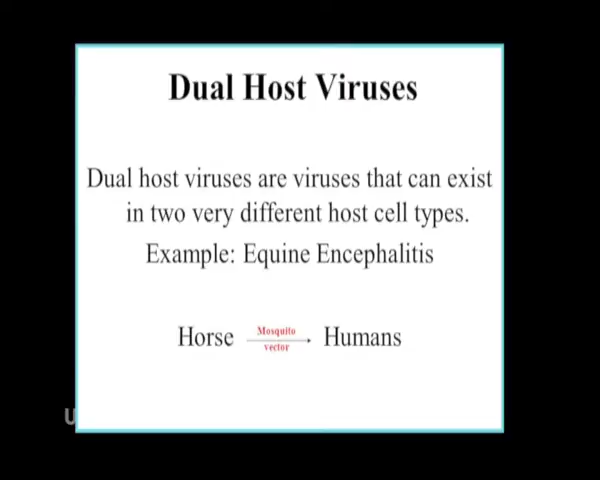 Dual Host Viruses
Dual host viruses are viruses that can exist
in two very different host cell types.
Example: Equine Encephalitis
Horse Mosquito vector Humans